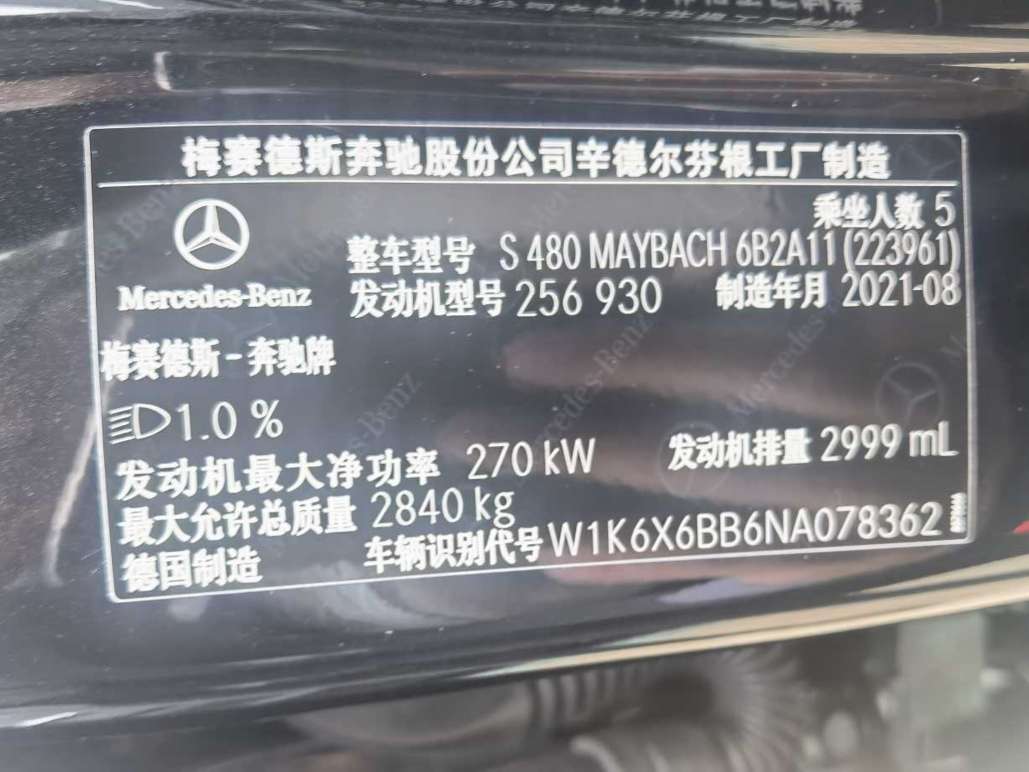 梅赛德斯奔驰股份公司辛德尔芬根工厂制造
乘坐人数 5
整车型号 S 480 MAYBACH 6B2A11 (223961)
Mercedes-Benz
发动机型号 256 930 制造年月 2021-08
梅赛德斯-奔驰牌
1.0 %
发动机最大净功率 270 kW 发动机排量 2999 mL
最大允许总质量 2840 kg
德国制造 车辆识别代号 W1K6X6BB6NA078362